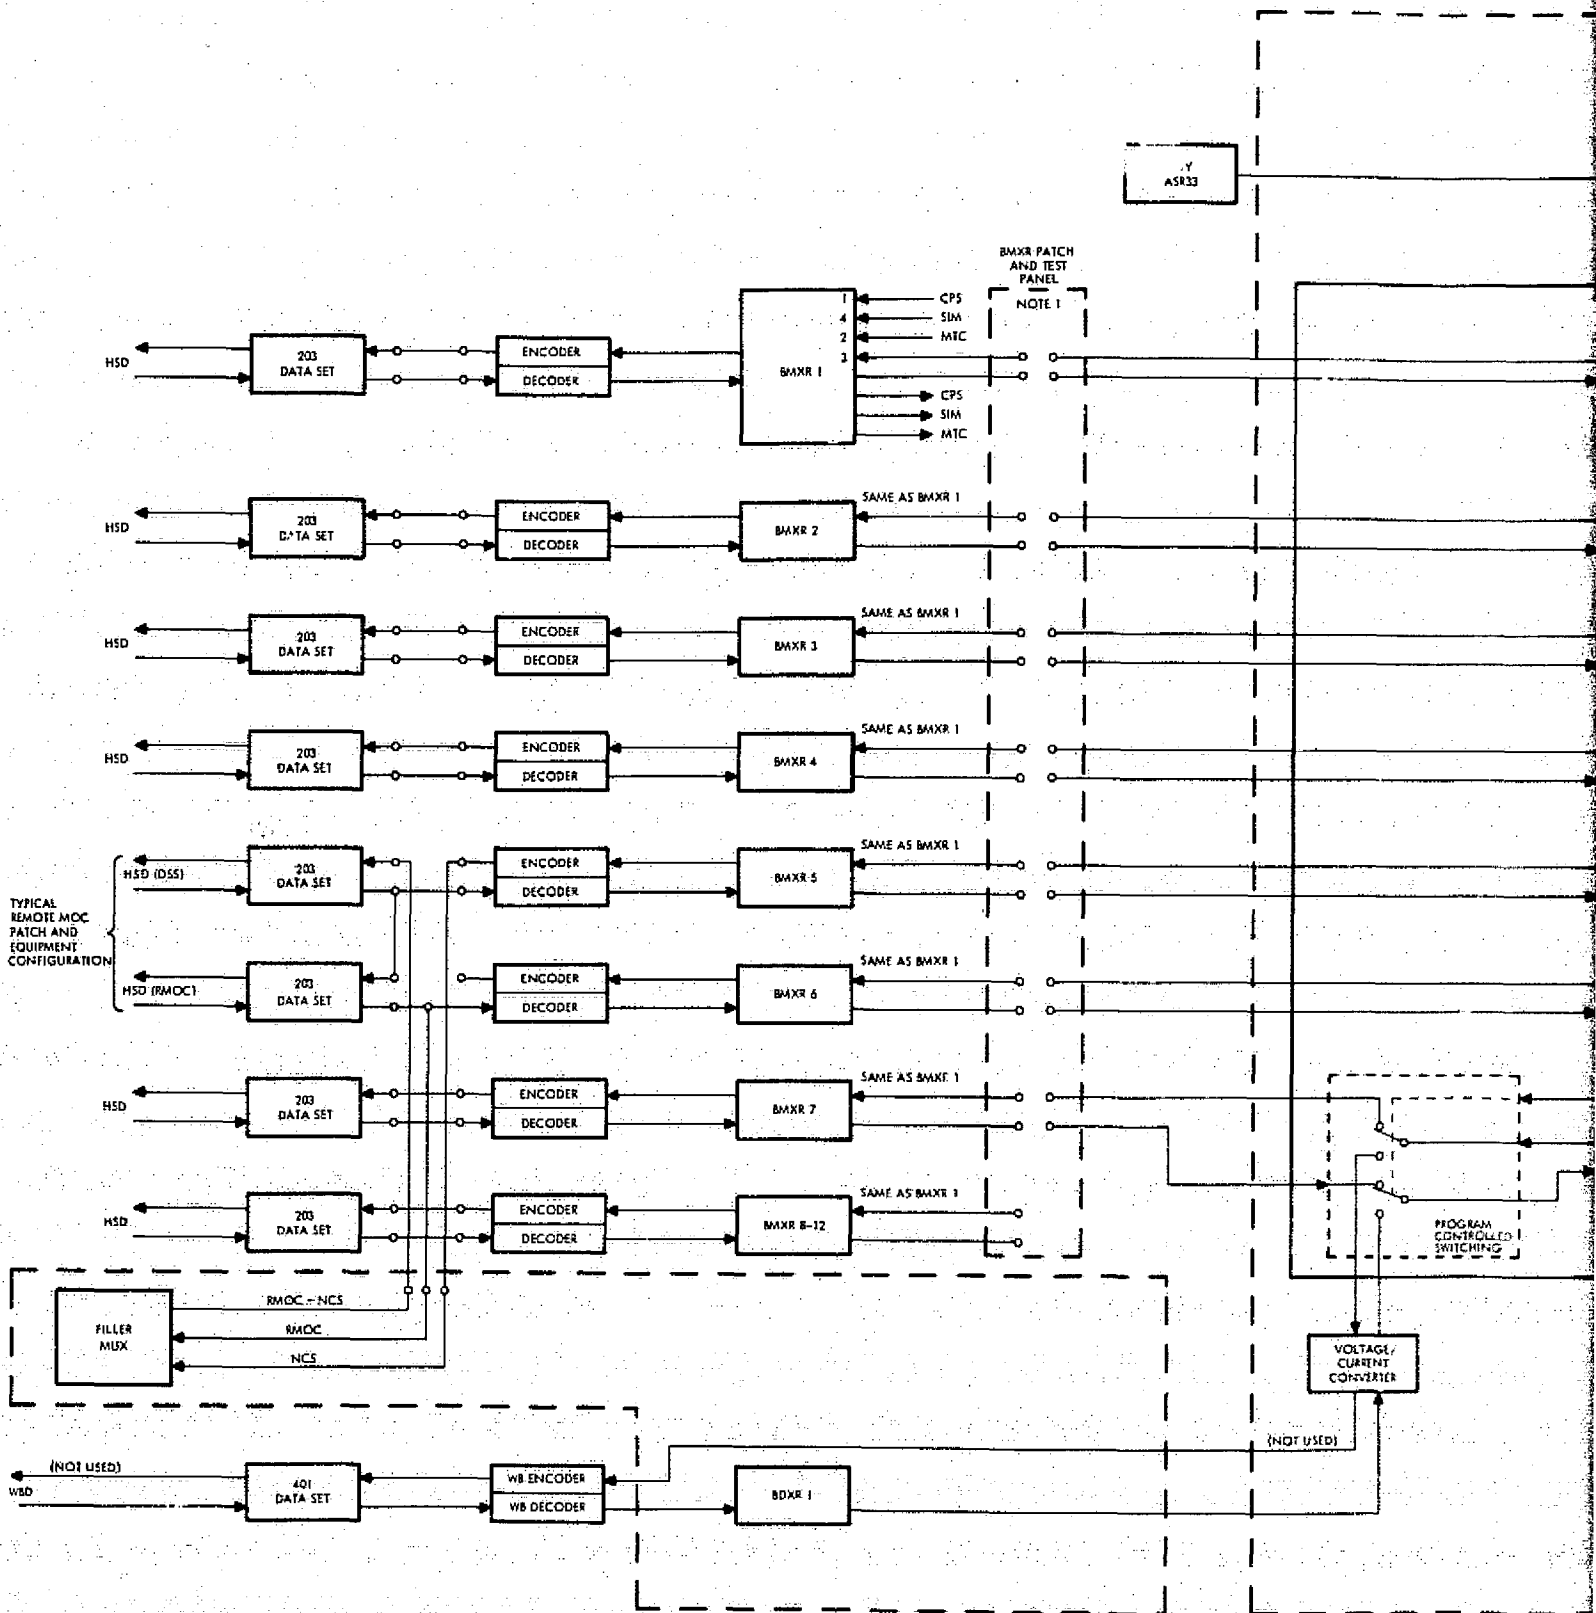 ASR33
BMXR PATCH
AND TEST
PANEL
NOTE 1
HSD
203
DATA SET
ENCODER
DECODER
BMXR 1
1
4
2
3
CPS
SIM
MTC
CPS
SIM
MTC
HSD
203
DATA SET
ENCODER
DECODER
BMXR 2
SAME AS BMXR 1
HSD
203
DATA SET
ENCODER
DECODER
BMXR 3
SAME AS BMXR 1
HSD
203
DATA SET
ENCODER
DECODER
BMXR 4
SAME AS BMXR 1
TYPICAL
REMOTE MOC
PATCH AND
EQUIPMENT
CONFIGURATION
HSD (DSS)
203
DATA SET
ENCODER
DECODER
BMXR 5
SAME AS BMXR 1
HSD (RMOC)
203
DATA SET
ENCODER
DECODER
BMXR 6
SAME AS BMXR 1
HSD
203
DATA SET
ENCODER
DECODER
BMXR 7
SAME AS BMXR 1
HSD
203
DATA SET
ENCODER
DECODER
BMXR 8-12
SAME AS BMXR 1
PROGRAM
CONTROLLED
SWITCHING
FILLER
MUX
RMOC - NCS
RMOC
NCS
VOLTAGE/
CURRENT
CONVERTER
(NOT USED)
(NOT USED)
WBD
401
DATA SET
WB ENCODER
WB DECODER
BDXR 1